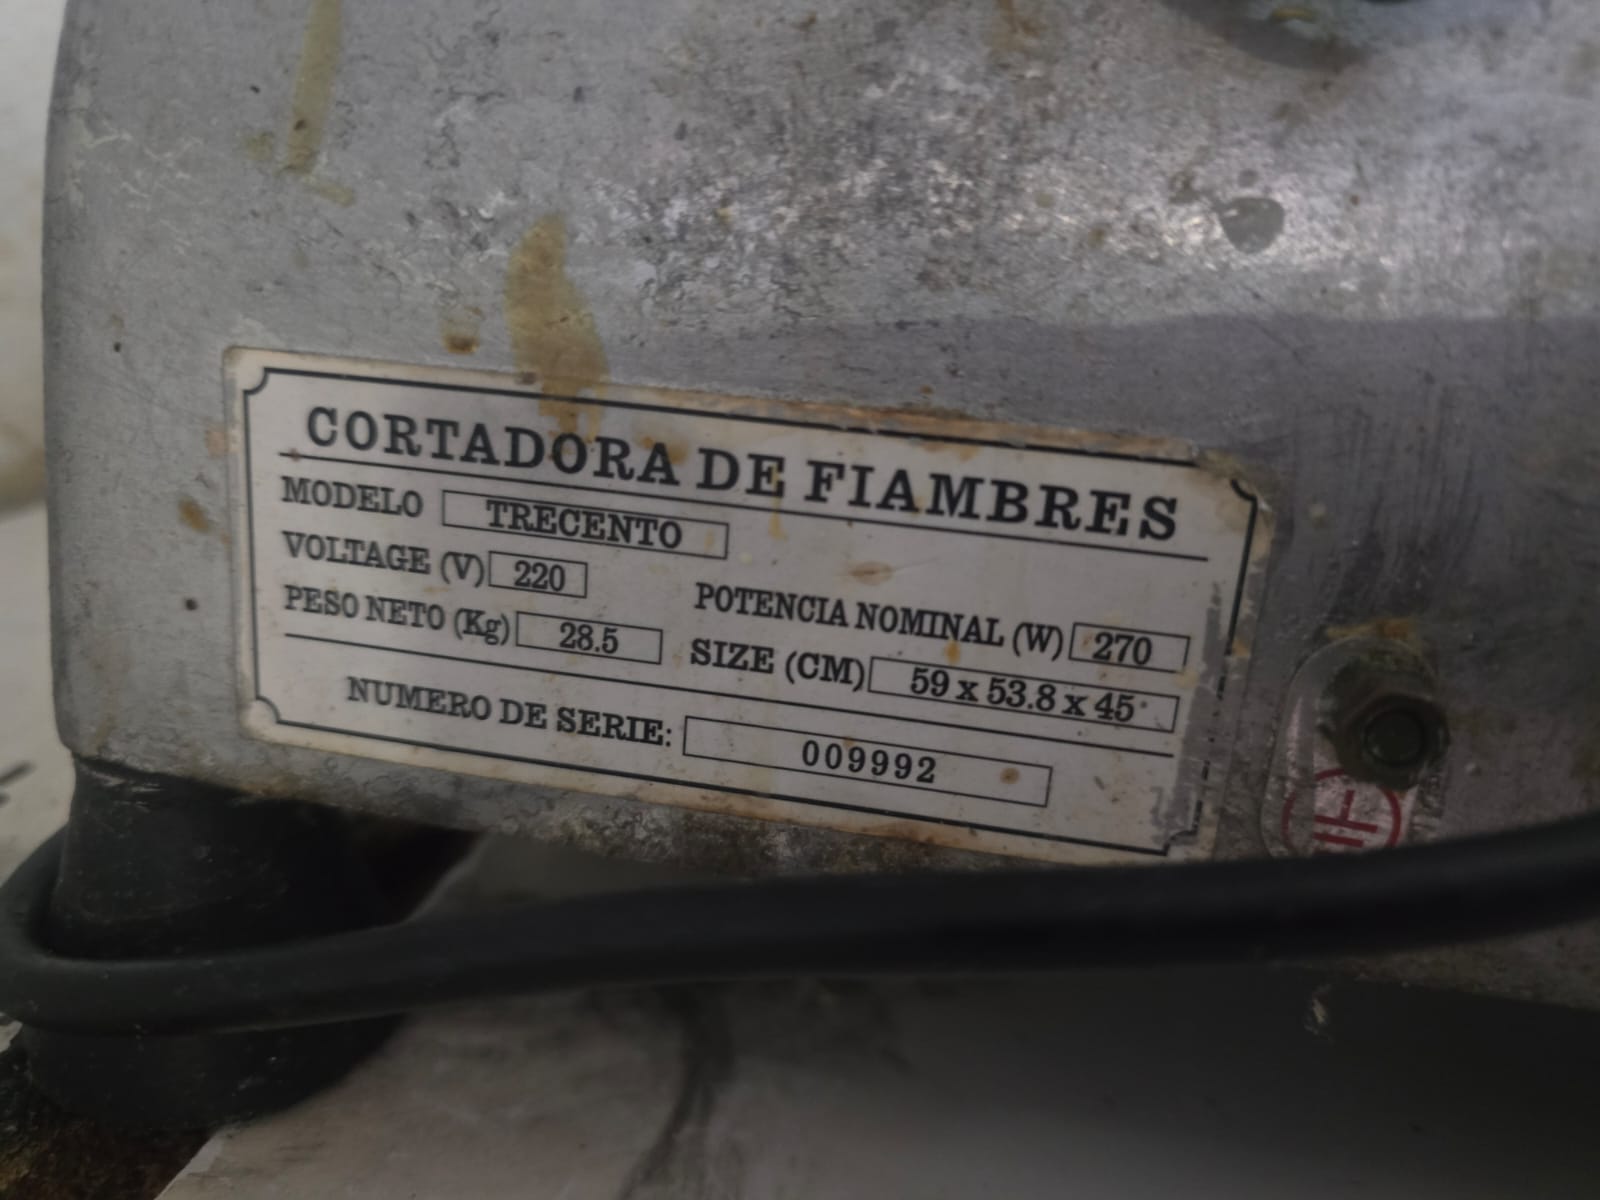 CORTADORA DE FIAMBRES
MODELO TRECENTO
VOLTAGE (V) 220 POTENCIA NOMINAL (W) 270
PESO NETO (Kg) 28.5 SIZE (CM) 59 x 53.8 x 45
NUMERO DE SERIE: 009992